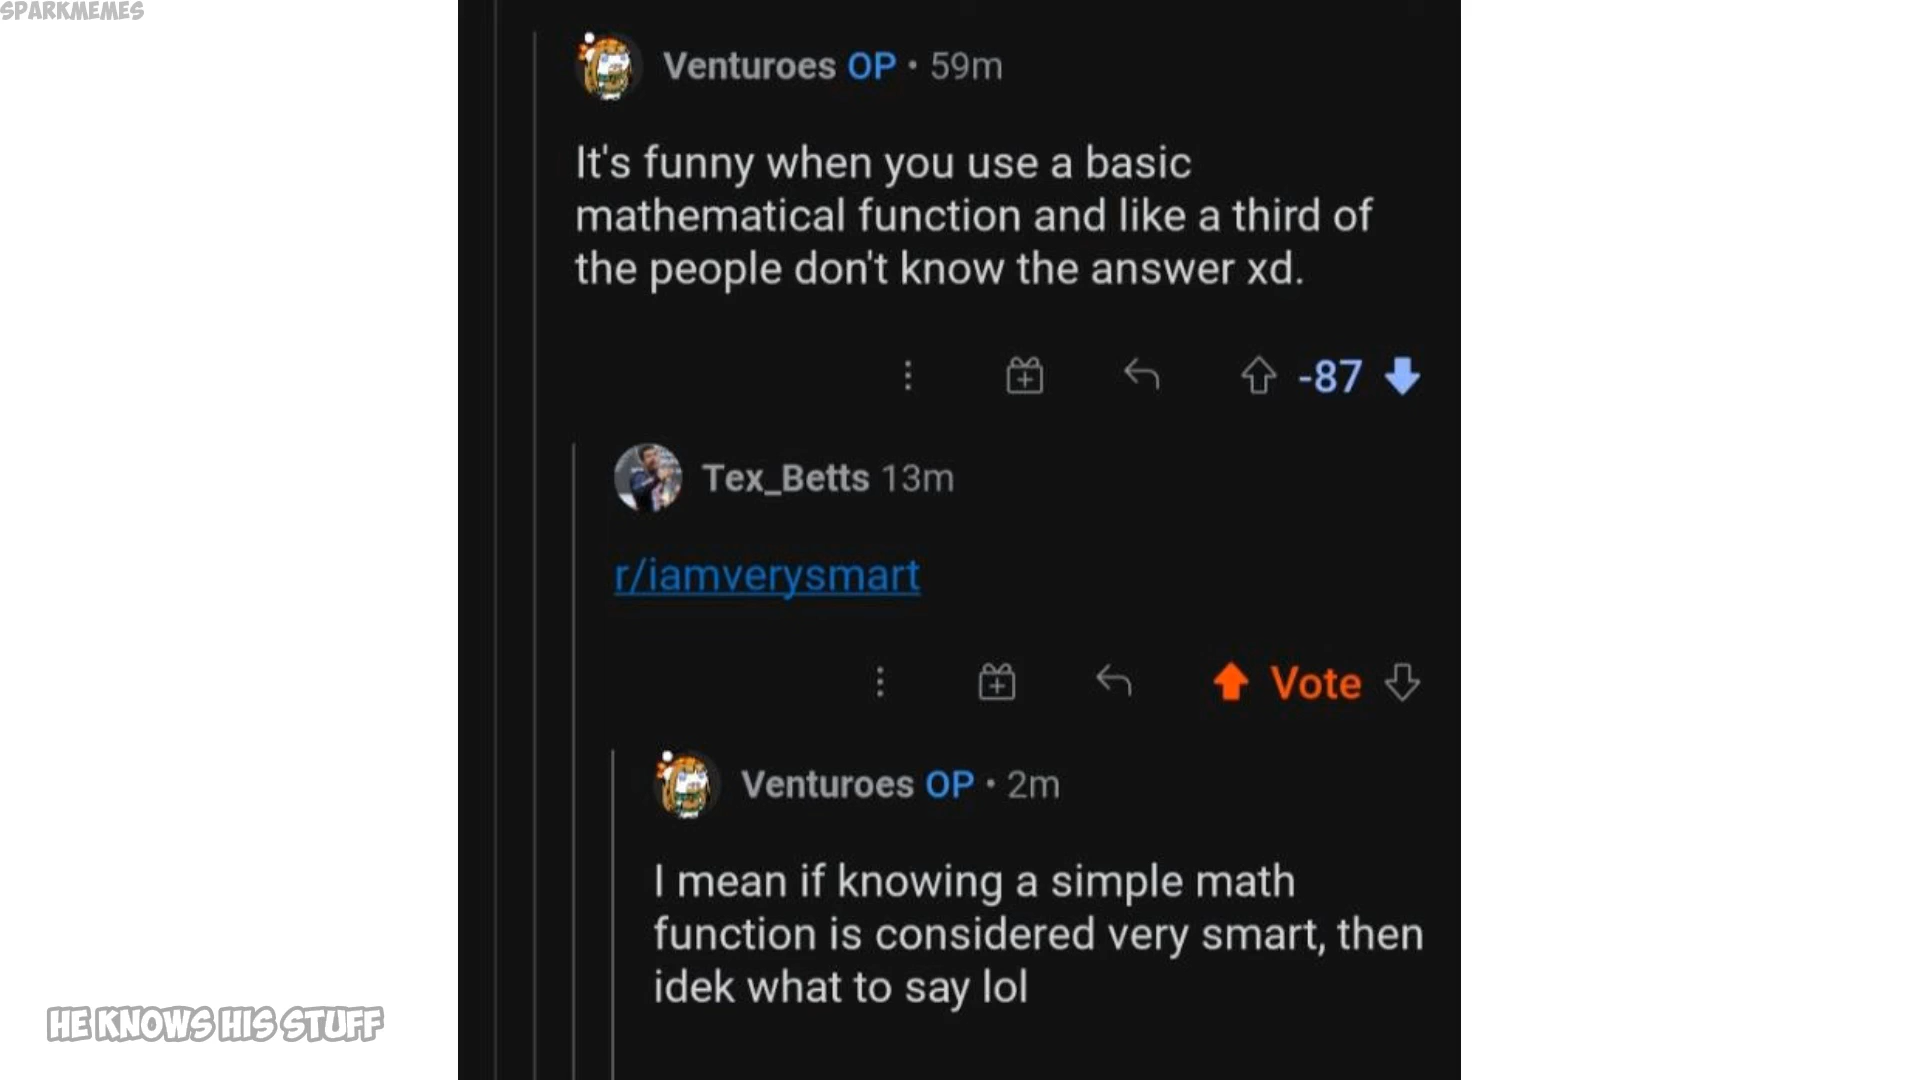 SPARKMEMES
Venturoes OP • 59m
It's funny when you use a basic
mathematical function and like a third of
the people don't know the answer xd.
-87
Tex_Betts 13m
r/iamverysmart
Vote
Venturoes OP • 2m
I mean if knowing a simple math
function is considered very smart, then
idek what to say lol
HE KNOWS HIS STUFF